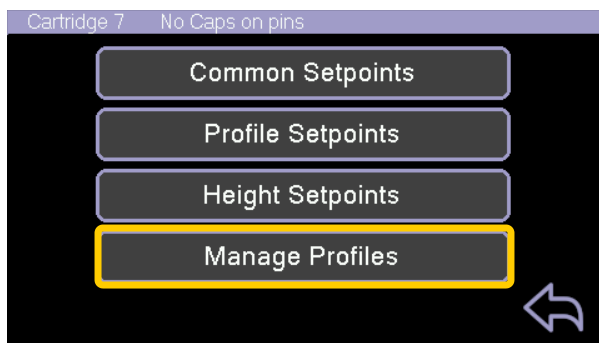 Cartridge 7 No Caps on pins
Common Setpoints
Profile Setpoints
Height Setpoints
Manage Profiles